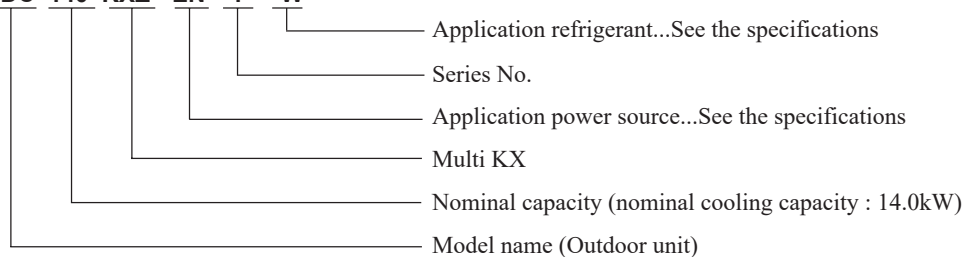 Application refrigerant...See the specifications
Series No.
Application power source...See the specifications
Multi KX
Nominal capacity (nominal cooling capacity : 14.0kW)
Model name (Outdoor unit)